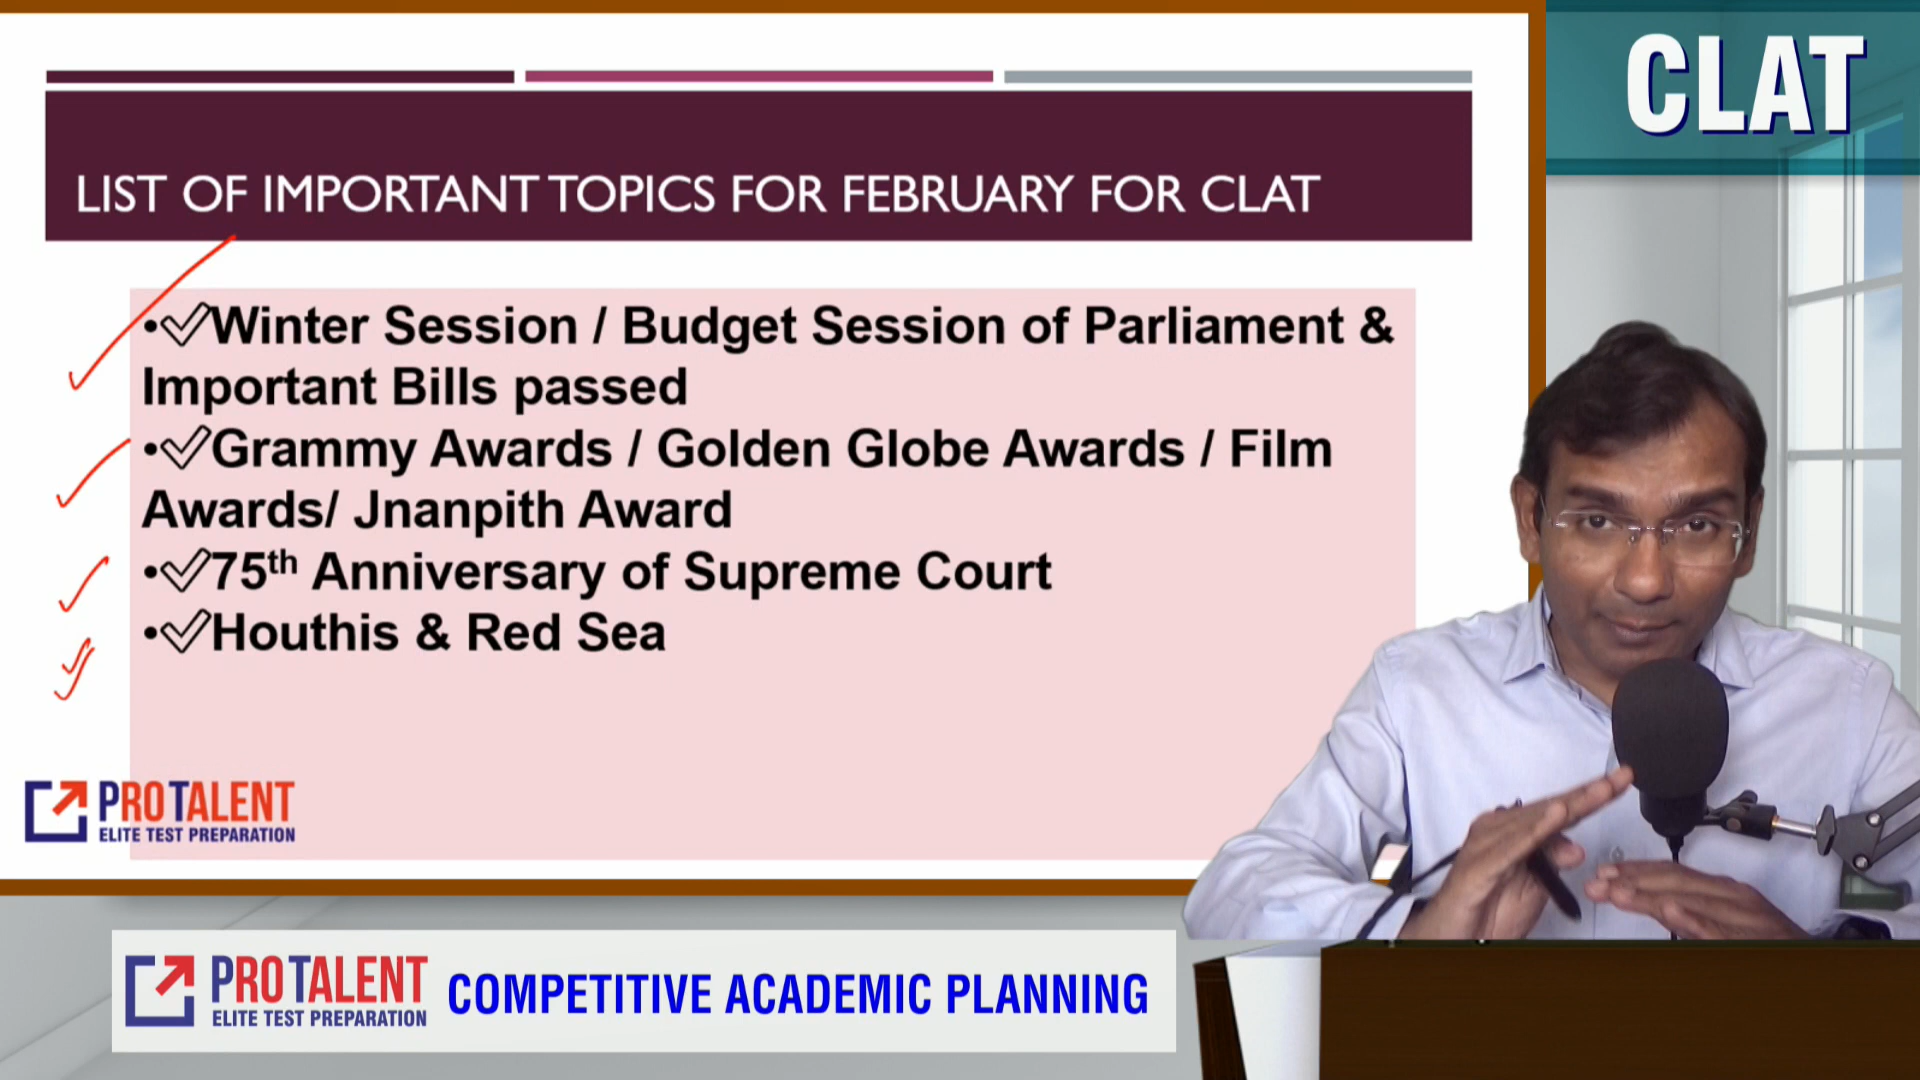 CLAT
LIST OF IMPORTANT TOPICS FOR FEBRUARY FOR CLAT
•✓Winter Session / Budget Session of Parliament &
Important Bills passed
•✓Grammy Awards / Golden Globe Awards / Film
Awards/ Jnanpith Award
•✓75th Anniversary of Supreme Court
•✓Houthis & Red Sea
PROTALENT
ELITE TEST PREPARATION
PROTALENT
ELITE TEST PREPARATION
COMPETITIVE ACADEMIC PLANNING